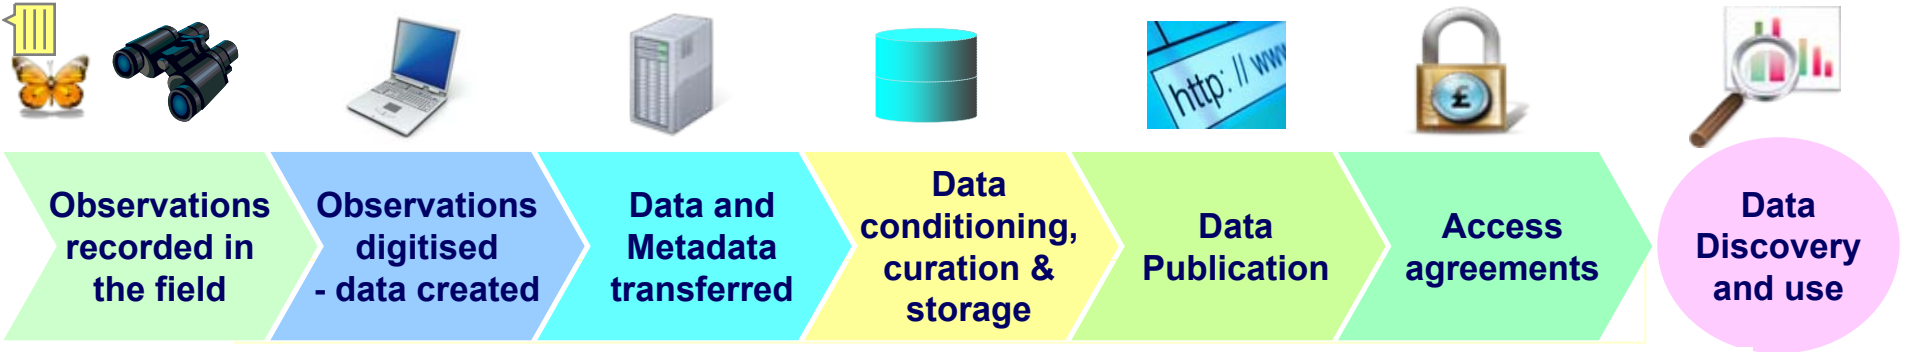 http: // www
£
Observations
recorded in
the field
Observations
digitised
- data created
Data and
Metadata
transferred
Data
conditioning,
curation &
storage
Data
Publication
Access
agreements
Data
Discovery
and use